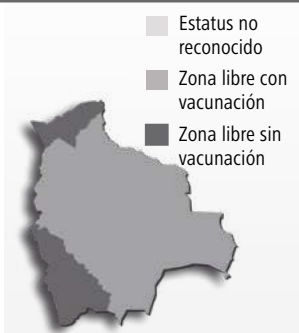 Estatus no
reconocido
Zona libre con
vacunación
Zona libre sin
vacunación